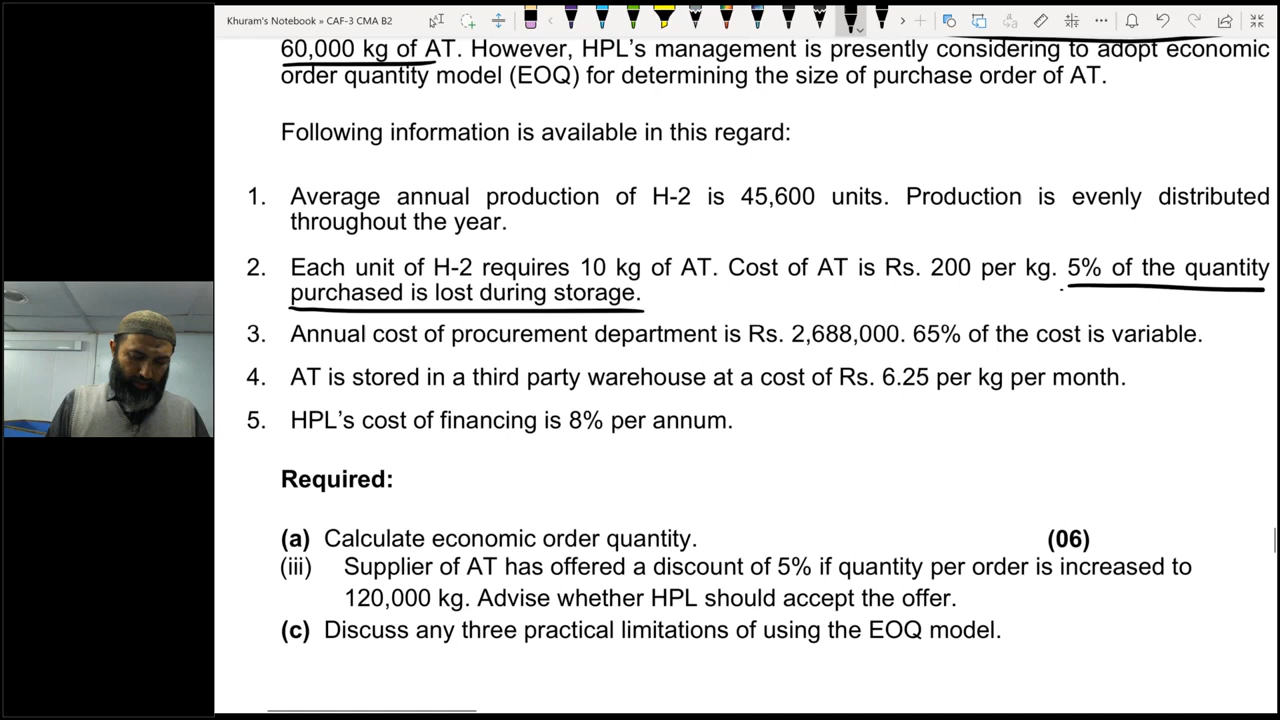 Khuram's Notebook » CAF-3 CMA B2
60,000 kg of AT. However, HPL's management is presently considering to adopt economic
order quantity model (EOQ) for determining the size of purchase order of AT.
Following information is available in this regard:
1. Average annual production of H-2 is 45,600 units. Production is evenly distributed
throughout the year.
2. Each unit of H-2 requires 10 kg of AT. Cost of AT is Rs. 200 per kg. 5% of the quantity
purchased is lost during storage.
3. Annual cost of procurement department is Rs. 2,688,000. 65% of the cost is variable.
4. AT is stored in a third party warehouse at a cost of Rs. 6.25 per kg per month.
5. HPL's cost of financing is 8% per annum.
Required:
(a) Calculate economic order quantity. (06)
(iii) Supplier of AT has offered a discount of 5% if quantity per order is increased to
120,000 kg. Advise whether HPL should accept the offer.
(c) Discuss any three practical limitations of using the EOQ model.